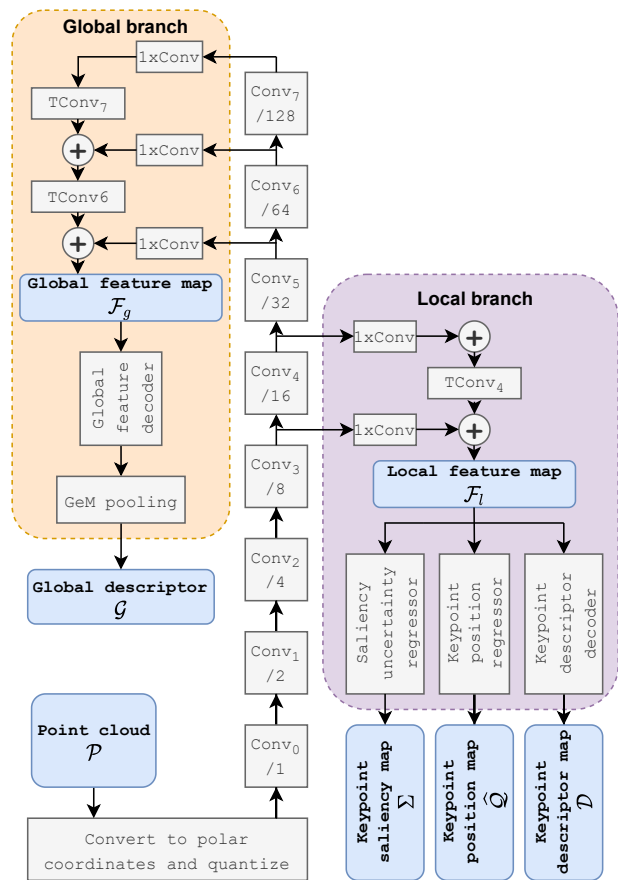 Global branch
1xConv
TConv₇
1xConv
TConv6
1xConv
Global feature map
𝓕g
Global
feature
decoder
GeM pooling
Global descriptor
𝒢
Point cloud
𝒫
Convert to polar
coordinates and quantize
Conv₇
/128
Conv₆
/64
Conv₅
/32
Conv₄
/16
Conv₃
/8
Conv₂
/4
Conv₁
/2
Conv₀
/1
Local branch
1xConv
TConv₄
1xConv
Local feature map
𝓕l
Saliency
uncertainty
regressor
Keypoint
position
regressor
Keypoint
descriptor
decoder
Keypoint
saliency map
Σ
Keypoint
position map
𝒬̂
Keypoint
descriptor map
𝒟